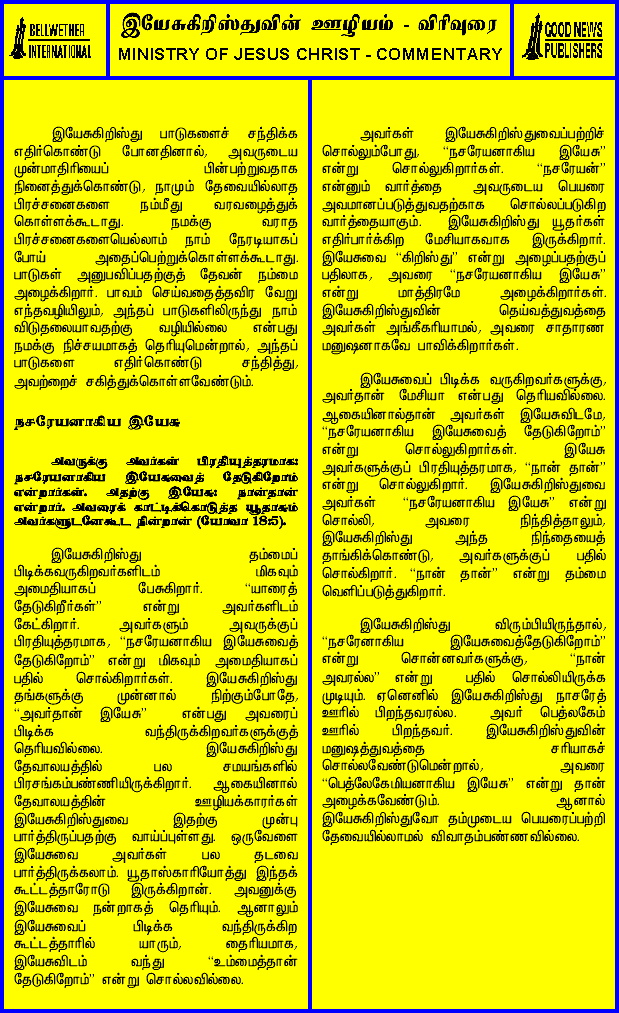 BELLWETHER
INTERNATIONAL
இயேசுகிறிஸ்துவின் ஊழியம் - விரிவுரை
MINISTRY OF JESUS CHRIST - COMMENTARY
GOOD NEWS
PUBLISHERS
இயேசுகிறிஸ்து பாடுகளைச் சந்திக்க
எதிர்கொண்டு போனதினால், அவருடைய
முன்மாதிரியைப் பின்பற்றுவதாக
நினைத்துக்கொண்டு, நாமும் தேவையில்லாத
பிரச்சனைகளை நம்மீது வரவழைத்துக்
கொள்ளக்கூடாது. நமக்கு வராத
பிரச்சனைகளையெல்லாம் நாம் நேரடியாகப்
போய் அதைப்பெற்றுக்கொள்ளக்கூடாது.
பாடுகள் அனுபவிப்பதற்குத் தேவன் நம்மை
அழைக்கிறார். பாவம் செய்வதைத்தவிர வேறு
எந்தவழியிலும், அந்தப் பாடுகளிலிருந்து நாம்
விடுதலையாவதற்கு வழியில்லை என்பது
நமக்கு நிச்சயமாகத் தெரியுமென்றால், அந்தப்
பாடுகளை எதிர்கொண்டு சந்தித்து,
அவற்றைச் சகித்துக்கொள்ளவேண்டும்.
நசரேயனாகிய இயேசு
அவருக்கு அவர்கள் பிரதியுத்தரமாக:
நசரேயனாகிய இயேசுவைத் தேடுகிறோம்
என்றார்கள். அதற்கு இயேசு: நான்தான்
என்றார். அவரைக் காட்டிக்கொடுத்த யூதாசும்
அவர்களுடனேகூட நின்றான் (யோவா 18:5).
இயேசுகிறிஸ்து தம்மைப்
பிடிக்கவருகிறவர்களிடம் மிகவும்
அமைதியாகப் பேசுகிறார். “யாரைத்
தேடுகிறீர்கள்” என்று அவர்களிடம்
கேட்கிறார். அவர்களும் அவருக்குப்
பிரதியுத்தரமாக, “நசரேயனாகிய இயேசுவைத்
தேடுகிறோம்” என்று மிகவும் அமைதியாகப்
பதில் சொல்கிறார்கள். இயேசுகிறிஸ்து
தங்களுக்கு முன்னால் நிற்கும்போதே,
“அவர்தான் இயேசு” என்பது அவரைப்
பிடிக்க வந்திருக்கிறவர்களுக்குத்
தெரியவில்லை. இயேசுகிறிஸ்து
தேவாலயத்தில் பல சமயங்களில்
பிரசங்கம்பண்ணியிருக்கிறார். ஆகையினால்
தேவாலயத்தின் ஊழியக்காரர்கள்
இயேசுகிறிஸ்துவை இதற்கு முன்பு
பார்த்திருப்பதற்கு வாய்ப்புள்ளது. ஒருவேளை
இயேசுவை அவர்கள் பல தடவை
பார்த்திருக்கலாம். யூதாஸ்காரியோத்து இந்தக்
கூட்டத்தாரோடு இருக்கிறான். அவனுக்கு
இயேசுவை நன்றாகத் தெரியும். ஆனாலும்
இயேசுவைப் பிடிக்க வந்திருக்கிற
கூட்டத்தாரில் யாரும், தைரியமாக,
இயேசுவிடம் வந்து “உம்மைத்தான்
தேடுகிறோம்” என்று சொல்லவில்லை.
அவர்கள் இயேசுகிறிஸ்துவைப்பற்றிச்
சொல்லும்போது, “நசரேயனாகிய இயேசு”
என்று சொல்லுகிறார்கள். “நசரேயன்”
என்னும் வார்த்தை அவருடைய பெயரை
அவமானப்படுத்துவதற்காக சொல்லப்படுகிற
வார்த்தையாகும். இயேசுகிறிஸ்து யூதர்கள்
எதிர்பார்க்கிற மேசியாகவாக இருக்கிறார்.
இயேசுவை “கிறிஸ்து” என்று அழைப்பதற்குப்
பதிலாக, அவரை “நசரேயனாகிய இயேசு”
என்று மாத்திரமே அழைக்கிறார்கள்.
இயேசுகிறிஸ்துவின் தெய்வத்துவத்தை
அவர்கள் அங்கீகரியாமல், அவரை சாதாரண
மனுஷனாகவே பாவிக்கிறார்கள்.
இயேசுவைப் பிடிக்க வருகிறவர்களுக்கு,
அவர்தான் மேசியா என்பது தெரியவில்லை.
ஆகையினால்தான் அவர்கள் இயேசுவிடமே,
“நசரேயனாகிய இயேசுவைத் தேடுகிறோம்”
என்று சொல்லுகிறார்கள். இயேசு
அவர்களுக்குப் பிரதியுத்தரமாக, “நான் தான்”
என்று சொல்லுகிறார். இயேசுகிறிஸ்துவை
அவர்கள் “நசரேயனாகிய இயேசு” என்று
சொல்லி, அவரை நிந்தித்தாலும்,
இயேசுகிறிஸ்து அந்த நிந்தையைத்
தாங்கிக்கொண்டு, அவர்களுக்குப் பதில்
சொல்கிறார். “நான் தான்” என்று தம்மை
வெளிப்படுத்துகிறார்.
இயேசுகிறிஸ்து விரும்பியிருந்தால்,
“நசரேனாகிய இயேசுவைத்தேடுகிறோம்”
என்று சொன்னவர்களுக்கு, “நான்
அவரல்ல” என்று பதில் சொல்லியிருக்க
முடியும். ஏனெனில் இயேசுகிறிஸ்து நாசரேத்
ஊரில் பிறந்தவரல்ல. அவர் பெத்லகேம்
ஊரில் பிறந்தவர். இயேசுகிறிஸ்துவின்
மனுஷத்துவத்தை சரியாகச்
சொல்லவேண்டுமென்றால், அவரை
“பெத்லேகேமியனாகிய இயேசு” என்று தான்
அழைக்கவேண்டும். ஆனால்
இயேசுகிறிஸ்துவோ தம்முடைய பெயரைப்பற்றி
தேவையில்லாமல் விவாதம்பண்ணவில்லை.